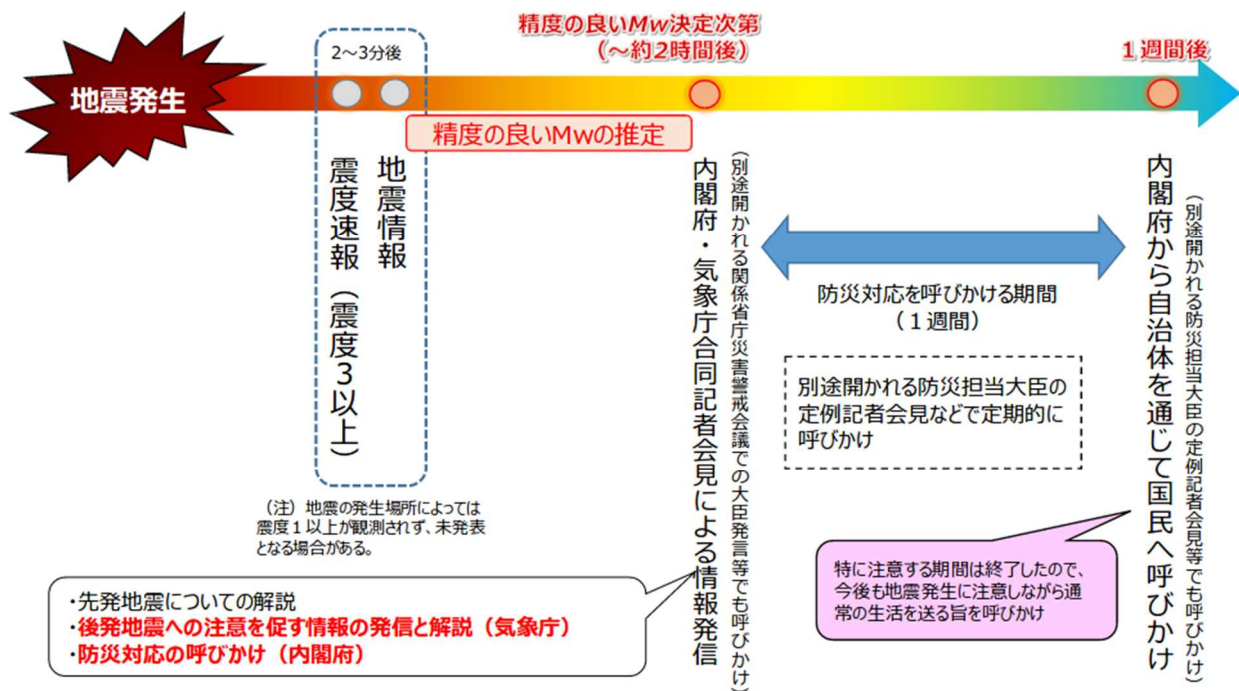 地震発生
2～3分後
精度の良いMw決定次第
（～約2時間後）
1週間後
精度の良いMwの推定
地震情報
震度速報（震度3以上）
（注）地震の発生場所によっては
震度1以上が観測されず、未発表
となる場合がある。
（別途開かれる関係省庁災害警戒会議での大臣発言等でも呼びかけ）
内閣府・気象庁合同記者会見による情報発信
・先発地震についての解説
・後発地震への注意を促す情報の発信と解説（気象庁）
・防災対応の呼びかけ（内閣府）
防災対応を呼びかける期間
（1週間）
別途開かれる防災担当大臣の
定例記者会見などで定期的に
呼びかけ
特に注意する期間は終了したので、
今後も地震発生に注意しながら通
常の生活を送る旨を呼びかけ
（別途開かれる防災担当大臣の定例記者会見等でも呼びかけ）
内閣府から自治体を通じて国民へ呼びかけ